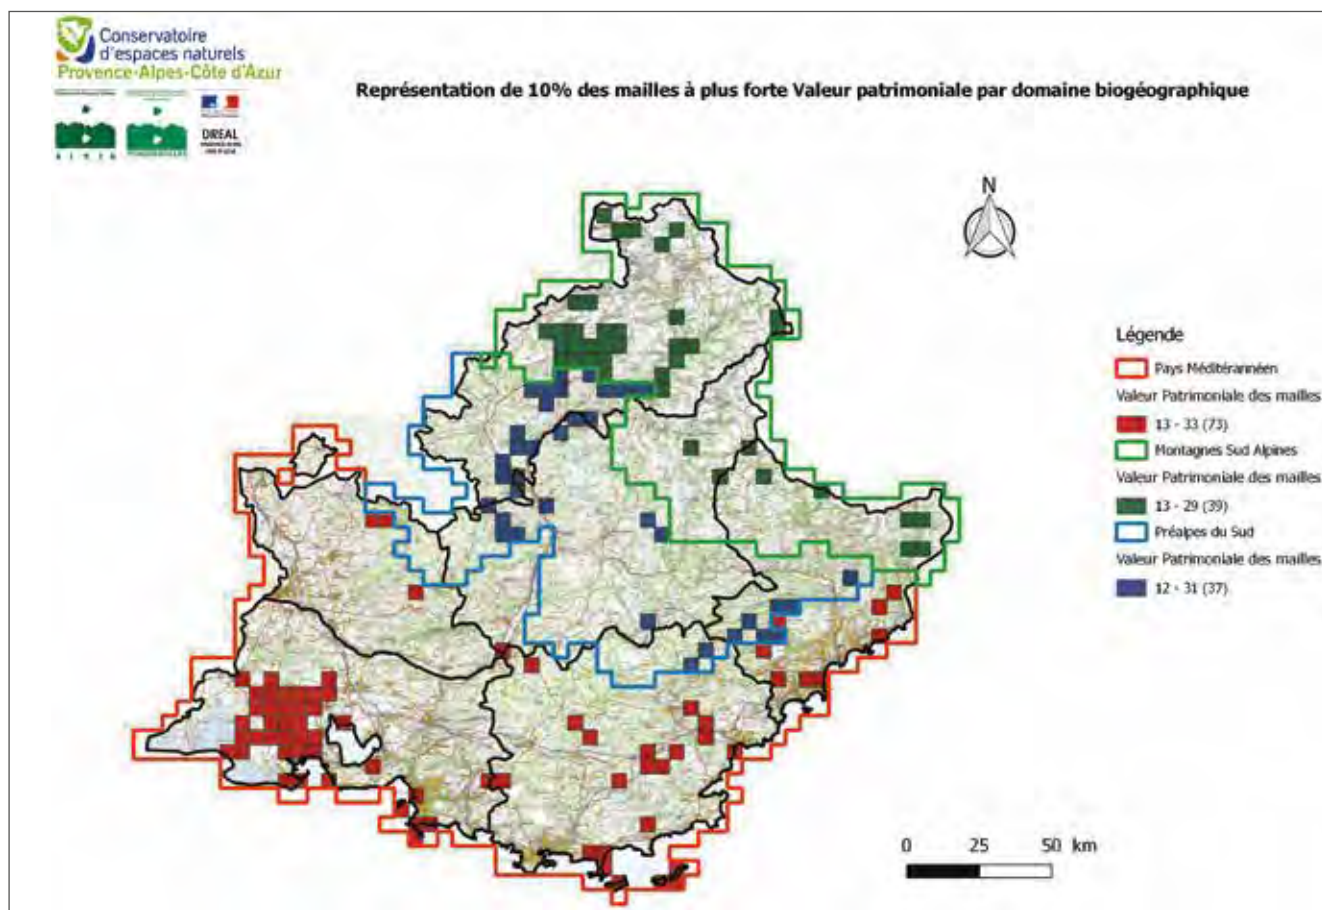 Conservatoire
d'espaces naturels
Provence-Alpes-Côte d'Azur
DREAL
Représentation de 10% des mailles à plus forte Valeur patrimoniale par domaine biogéographique
N
Légende
Pays Méditérannéen
Valeur Patrimoniale des mailles
13 - 33 (73)
Montagnes Sud Alpines
Valeur Patrimoniale des mailles
13 - 29 (39)
Préalpes du Sud
Valeur Patrimoniale des mailles
12 - 31 (37)
0 25 50 km